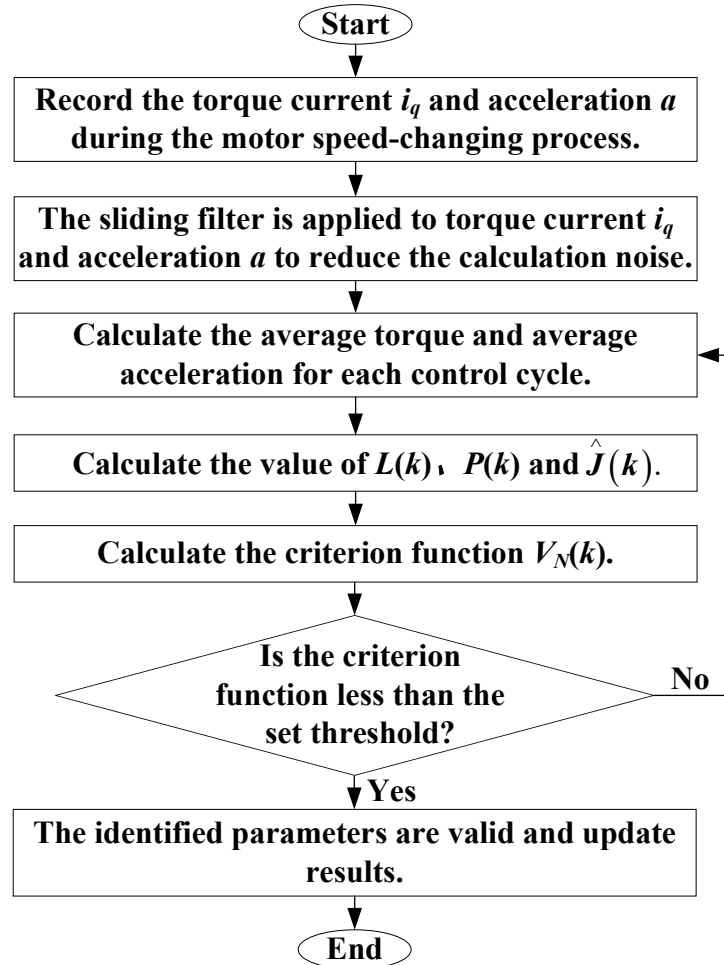 Start
Record the torque current i_q and acceleration a
during the motor speed-changing process.
The sliding filter is applied to torque current i_q
and acceleration a to reduce the calculation noise.
Calculate the average torque and average
acceleration for each control cycle.
Calculate the value of L(k)、P(k) and Ĵ(k).
Calculate the criterion function V_N(k).
Is the criterion
function less than the
set threshold?
No
Yes
The identified parameters are valid and update
results.
End